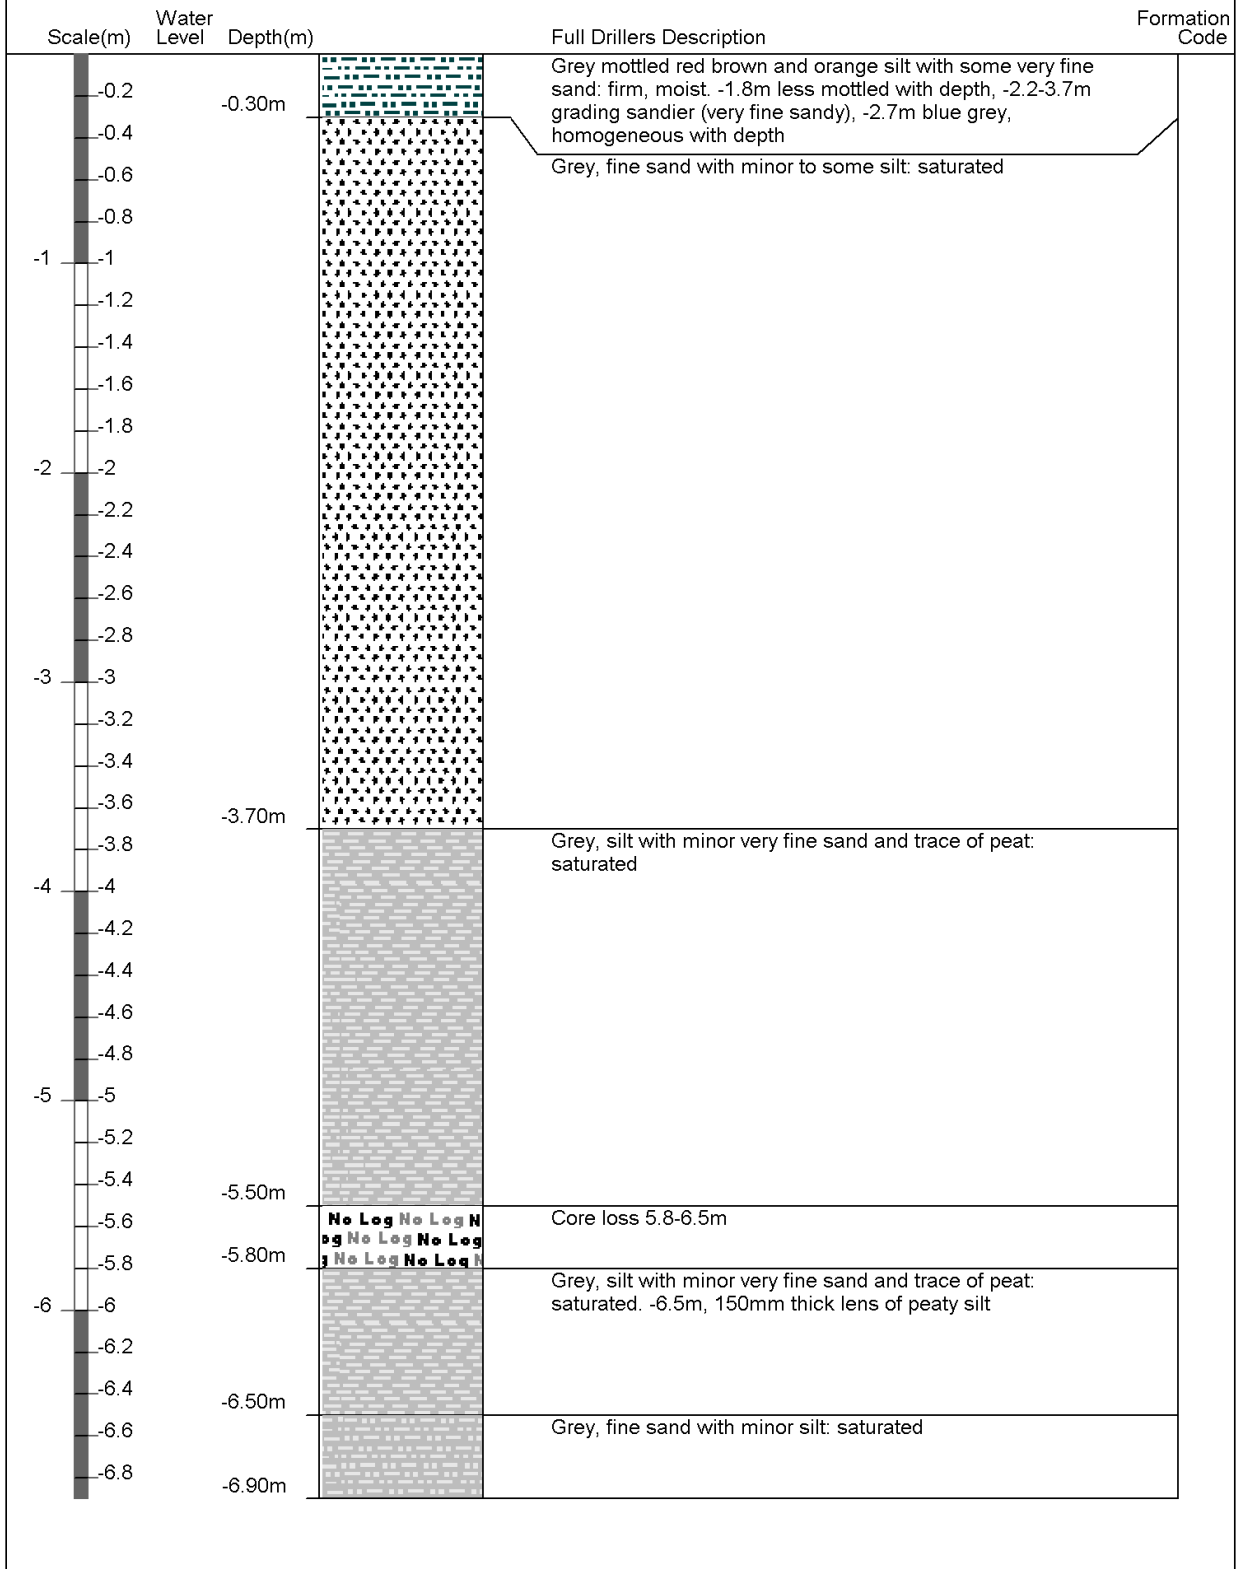 Water Formation
Scale(m) Level Depth(m) Full Drillers Description Code
Grey mottled red brown and orange silt with some very fine
-0.2 sand: firm, moist. -1.8m less mottled with depth, -2.2-3.7m
-0.30m grading sandier (very fine sandy), -2.7m blue grey,
-0.4 homogeneous with depth
Grey, fine sand with minor to some silt: saturated
-0.6
-0.8
-1 -1
-1.2
-1.4
-1.6
-1.8
-2 -2
-2.2
-2.4
-2.6
-2.8
-3 -3
-3.2
-3.4
-3.6
-3.70m
-3.8 Grey, silt with minor very fine sand and trace of peat:
saturated
-4 -4
-4.2
-4.4
-4.6
-4.8
-5 -5
-5.2
-5.4
-5.50m
-5.6 No Log No Log N Core loss 5.8-6.5m
og No Log No Log
-5.80m g No Log No Log N
-5.8 Grey, silt with minor very fine sand and trace of peat:
-6 -6 saturated. -6.5m, 150mm thick lens of peaty silt
-6.2
-6.4
-6.50m
-6.6 Grey, fine sand with minor silt: saturated
-6.8
-6.90m